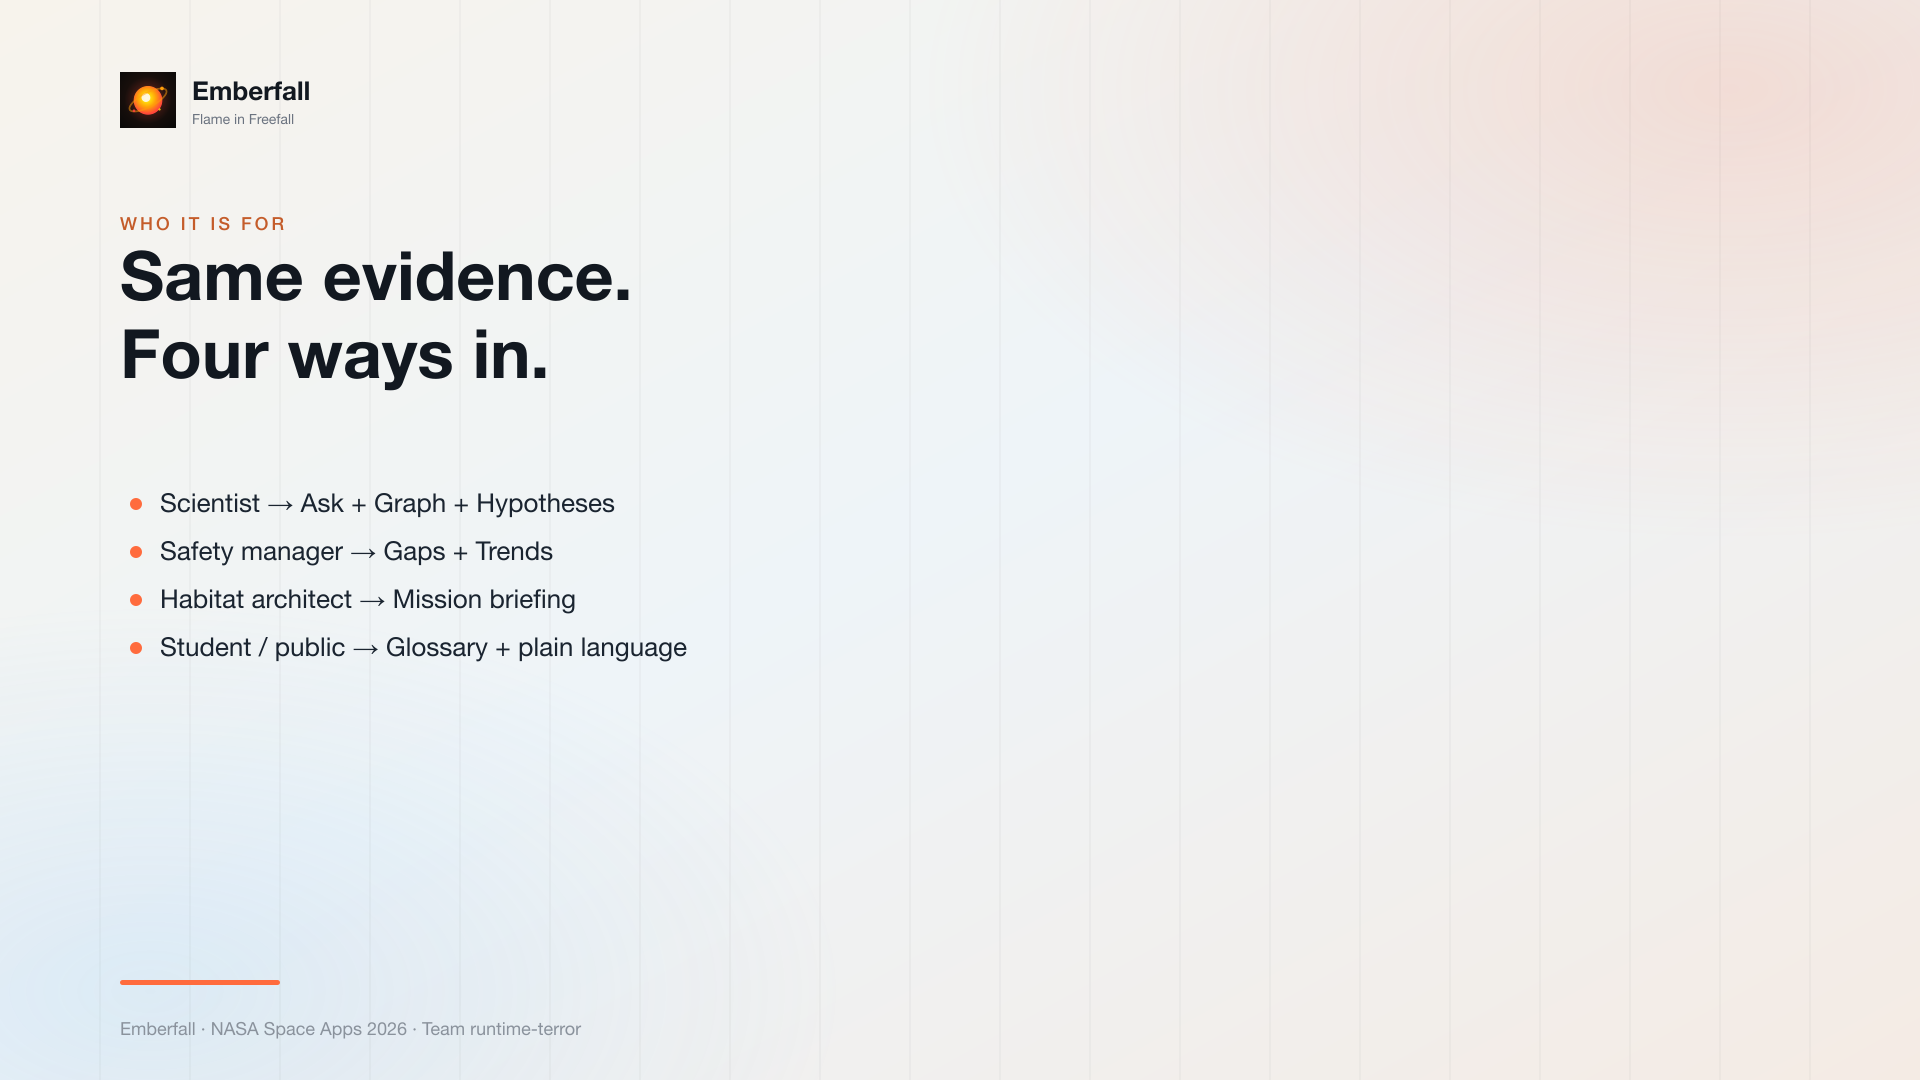 Emberfall
Flame in Freefall
WHO IT IS FOR
Same evidence.
Four ways in.
Scientist → Ask + Graph + Hypotheses
Safety manager → Gaps + Trends
Habitat architect → Mission briefing
Student / public → Glossary + plain language
Emberfall · NASA Space Apps 2026 · Team runtime-terror